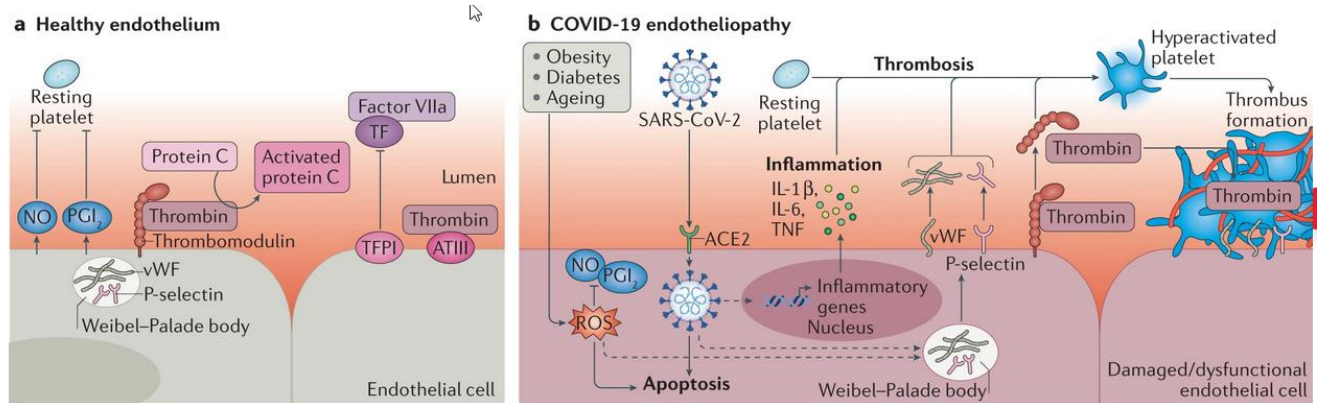 a Healthy endothelium
Resting
platelet
NO
PGI₂
Protein C
Activated
protein C
Thrombin
Thrombomodulin
vWF
P-selectin
Weibel–Palade body
Factor VIIa
TF
Lumen
TFPI
Thrombin
ATIII
Endothelial cell
b COVID-19 endotheliopathy
• Obesity
• Diabetes
• Ageing
SARS-CoV-2
ACE2
NO
PGI₂
ROS
Apoptosis
Resting
platelet
Inflammation
IL-1β,
IL-6,
TNF
Inflammatory
genes
Nucleus
Thrombosis
vWF
P-selectin
Weibel–Palade body
Thrombin
Thrombin
Hyperactivated
platelet
Thrombus
formation
Thrombin
Damaged/dysfunctional
endothelial cell